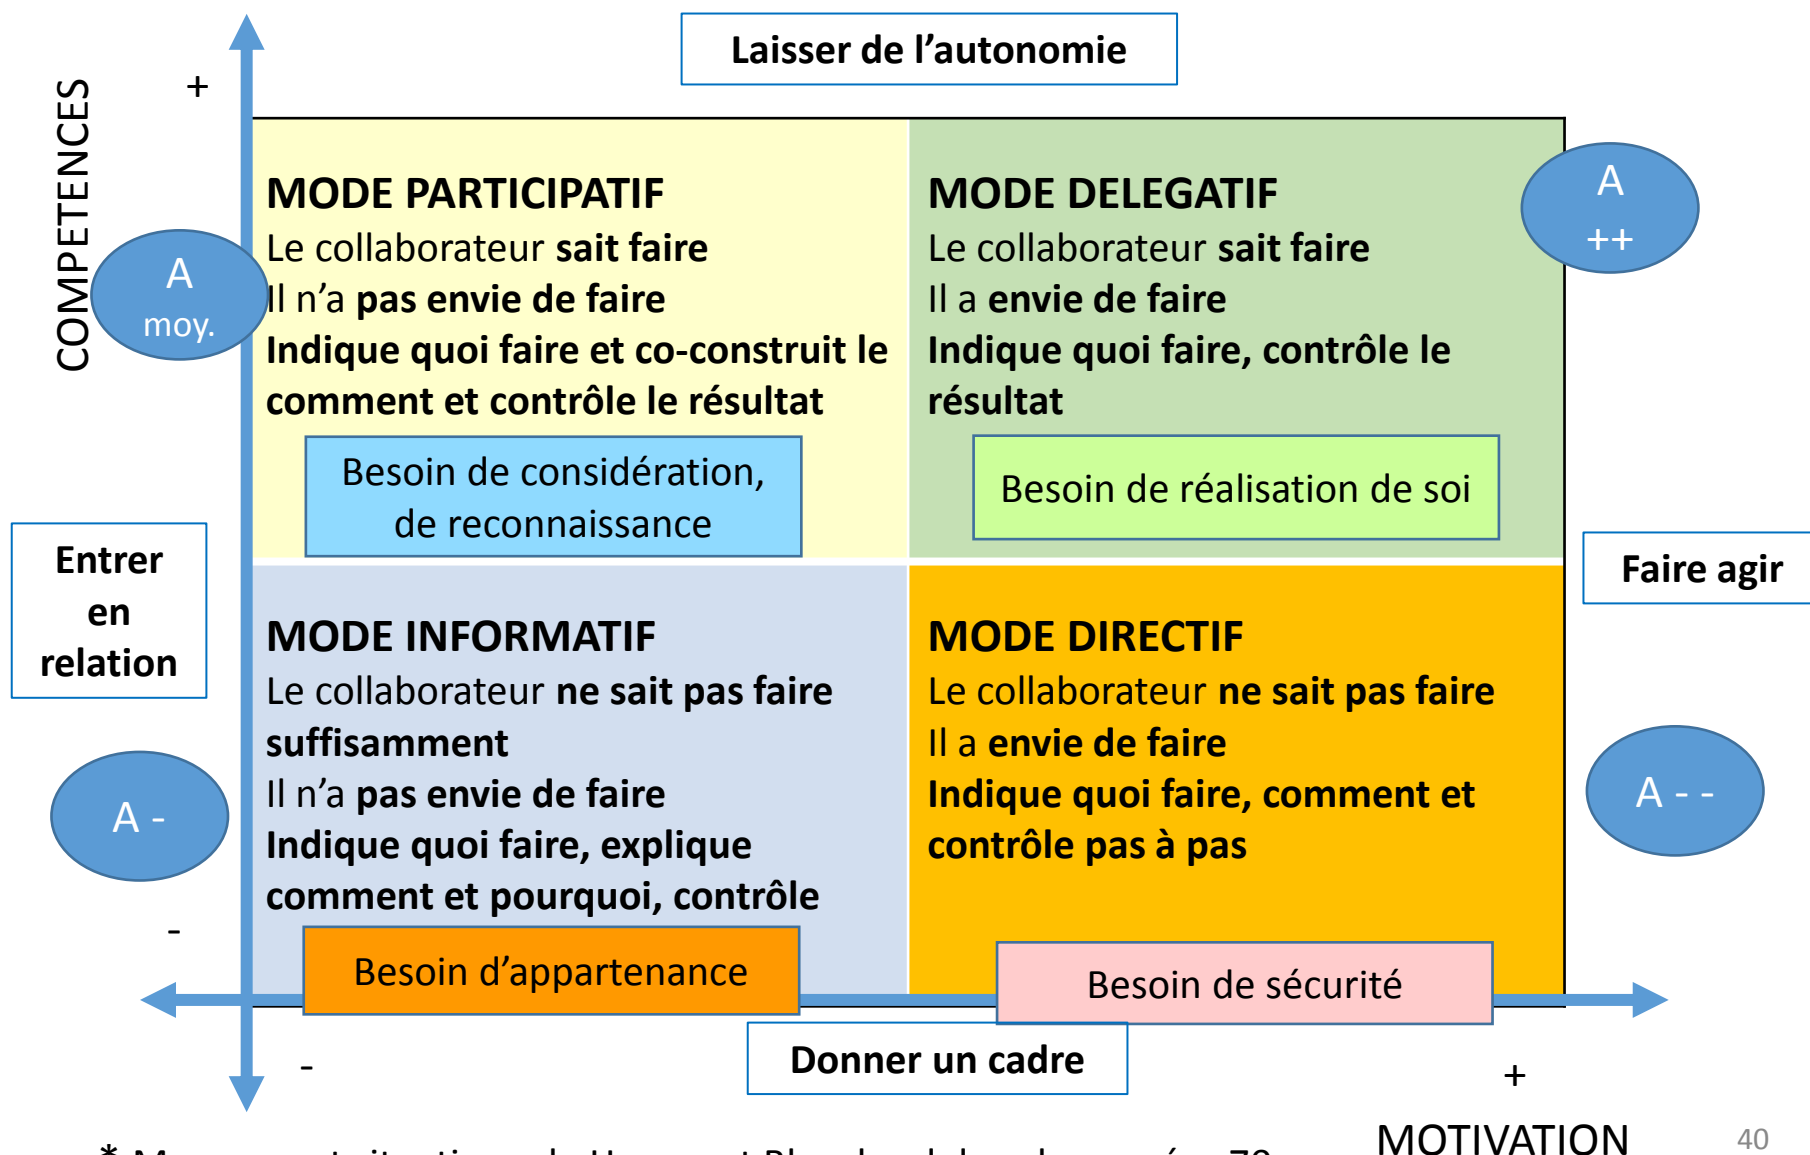 Laisser de l’autonomie
+
COMPETENCES
MODE PARTICIPATIF
Le collaborateur sait faire
Il n’a pas envie de faire
Indique quoi faire et co-construit le
comment et contrôle le résultat
Besoin de considération,
de reconnaissance
A
moy.
MODE DELEGATIF
Le collaborateur sait faire
Il a envie de faire
Indique quoi faire, contrôle le
résultat
Besoin de réalisation de soi
A
++
Entrer
en
relation
Faire agir
MODE INFORMATIF
Le collaborateur ne sait pas faire
suffisamment
Il n’a pas envie de faire
Indique quoi faire, explique
comment et pourquoi, contrôle
Besoin d’appartenance
A -
-
MODE DIRECTIF
Le collaborateur ne sait pas faire
Il a envie de faire
Indique quoi faire, comment et
contrôle pas à pas
Besoin de sécurité
A - -
-
Donner un cadre
+
MOTIVATION
40